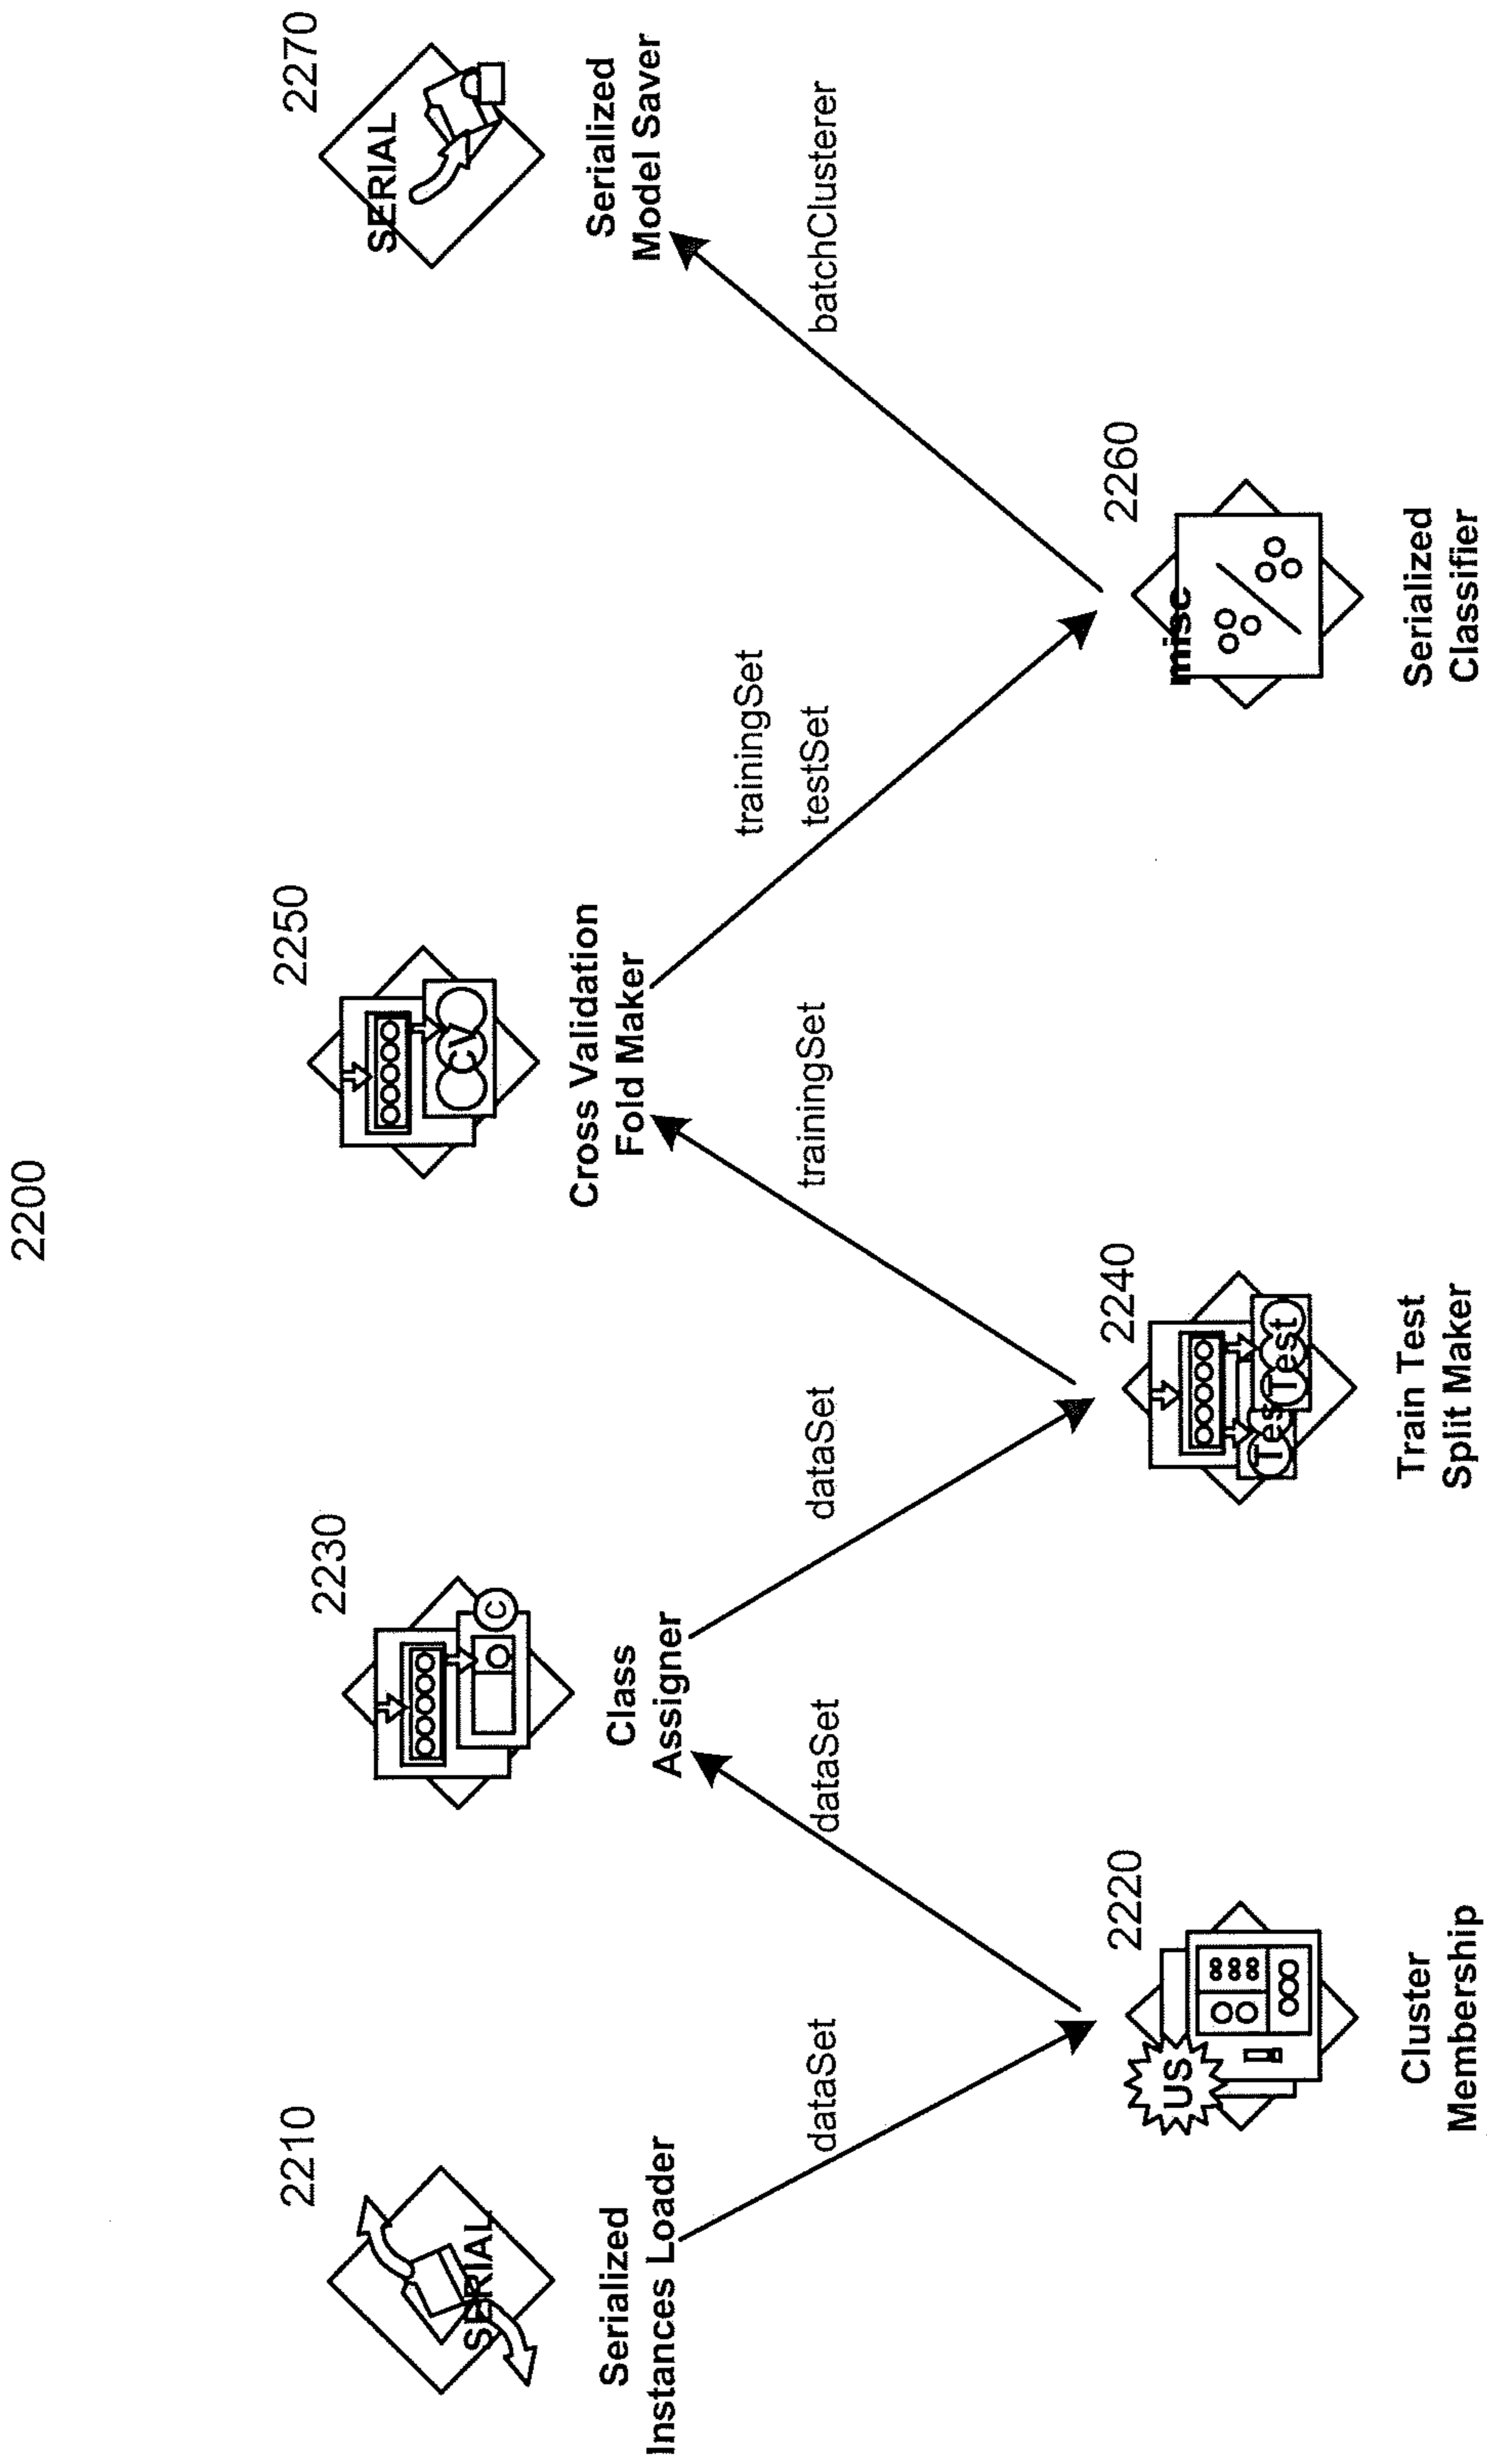 2200
2210
SERIAL
Serialized
Instances Loader
dataSet
2220
US
Cluster
Membership
dataSet
2230
C
Class
Assigner
dataSet
2240
Tes
Test
Train Test
Split Maker
trainingSet
2250
CV
Cross Validation
Fold Maker
trainingSet
testSet
2260
misc
Serialized
Classifier
batchClusterer
2270
SERIAL
Serialized
Model Saver